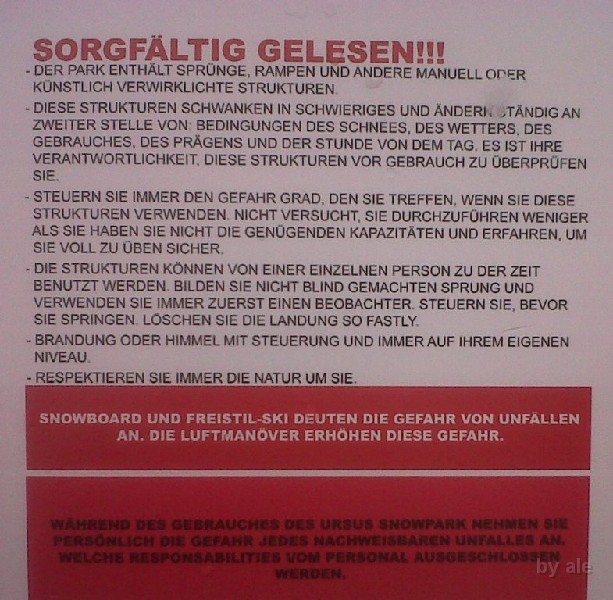 SORGFÄLTIG GELESEN!!!
- DER PARK ENTHÄLT SPRÜNGE, RAMPEN UND ANDERE MANUELL ODER
KÜNSTLICH VERWIRKLICHTE STRUKTUREN.
- DIESE STRUKTUREN SCHWANKEN IN SCHWIERIGES UND ÄNDERN STÄNDIG AN
ZWEITER STELLE VON: BEDINGUNGEN DES SCHNEES, DES WETTERS, DES
GEBRAUCHES, DES PRÄGENS UND DER STUNDE VON DEM TAG. ES IST IHRE
VERANTWORTLICHKEIT, DIESE STRUKTUREN VOR GEBRAUCH ZU ÜBERPRÜFEN
SIE.
- STEUERN SIE IMMER DEN GEFAHR GRAD, DEN SIE TREFFEN, WENN SIE DIESE
STRUKTUREN VERWENDEN. NICHT VERSUCHT, SIE DURCHZUFÜHREN WENIGER
ALS SIE HABEN SIE NICHT DIE GENÜGENDEN KAPAZITÄTEN UND ERFAHREN, UM
SIE VOLL ZU ÜBEN SICHER.
- DIE STRUKTUREN KÖNNEN VON EINER EINZELNEN PERSON ZU DER ZEIT
BENUTZT WERDEN. BILDEN SIE NICHT BLIND GEMACHTEN SPRUNG UND
VERWENDEN SIE IMMER ZUERST EINEN BEOBACHTER. STEUERN SIE, BEVOR
SIE SPRINGEN. LÖSCHEN SIE DIE LANDUNG SO FASTLY.
- BRANDUNG ODER HIMMEL MIT STEUERUNG UND IMMER AUF IHREM EIGENEN
NIVEAU.
- RESPEKTIEREN SIE IMMER DIE NATUR UM SIE.
SNOWBOARD UND FREISTIL-SKI DEUTEN DIE GEFAHR VON UNFÄLLEN
AN. DIE LUFTMANÖVER ERHÖHEN DIESE GEFAHR.
WÄHREND DES GEBRAUCHES DES URSUS SNOWPARK NEHMEN SIE
PERSÖNLICH DIE GEFAHR JEDES NACHWEISBAREN UNFALLES AN.
WELCHE RESPONSABILITIES VOM PERSONAL AUSGESCHLOSSEN
WERDEN.
by ale